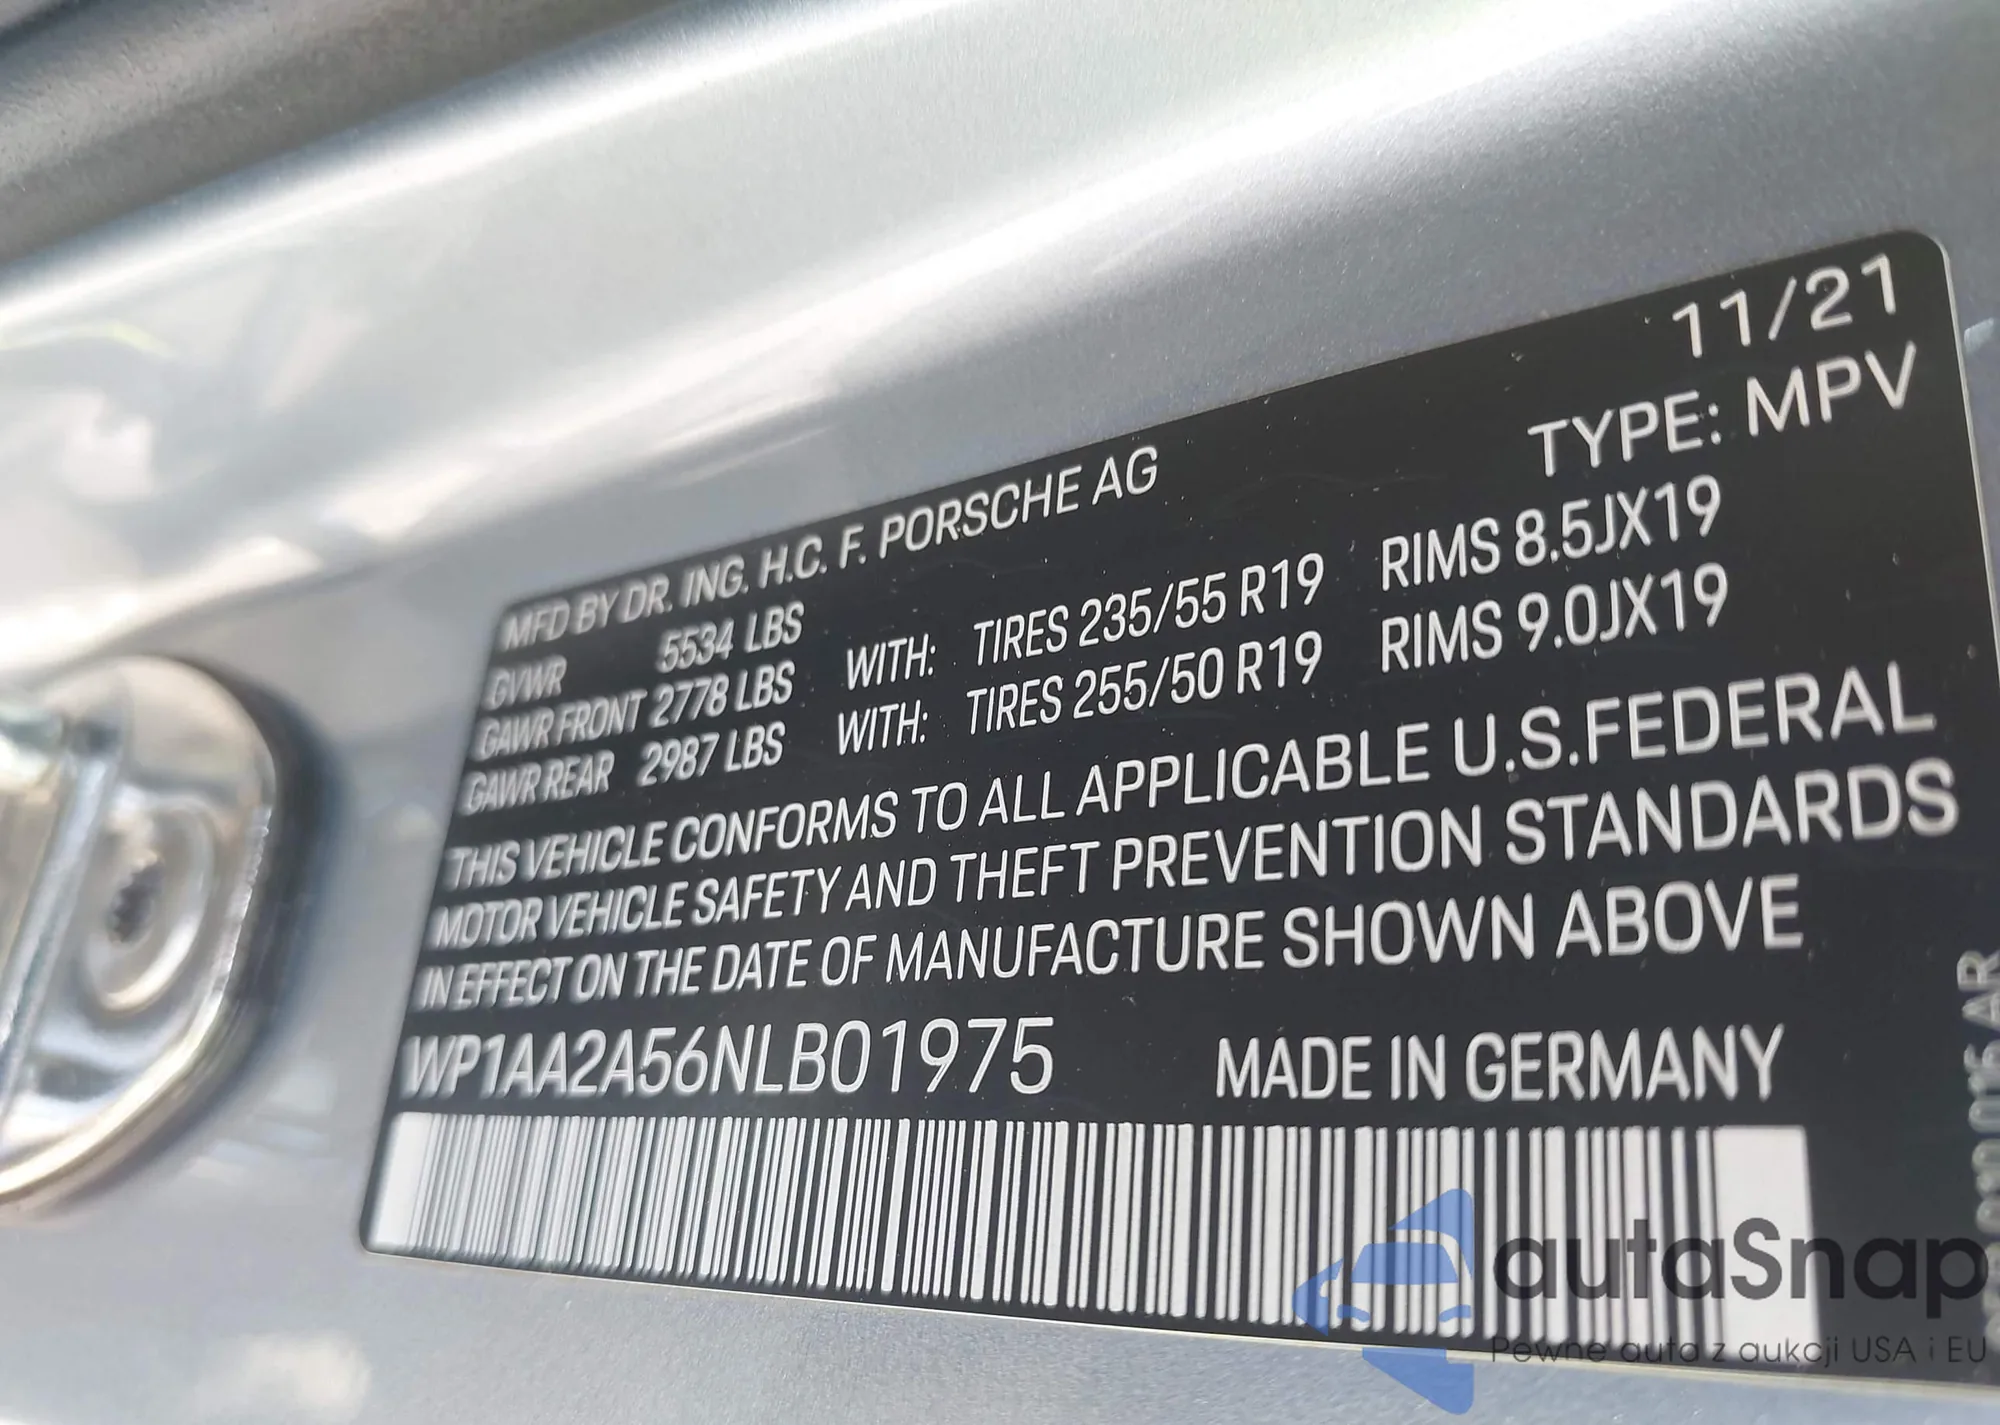 11/21
TYPE: MPV
MFD BY DR. ING. H.C. F. PORSCHE AG
GVWR 5534 LBS
GAWR FRONT 2778 LBS WITH: TIRES 235/55 R19 RIMS 8.5JX19
GAWR REAR 2987 LBS WITH: TIRES 255/50 R19 RIMS 9.0JX19
THIS VEHICLE CONFORMS TO ALL APPLICABLE U.S.FEDERAL
MOTOR VEHICLE SAFETY AND THEFT PREVENTION STANDARDS
IN EFFECT ON THE DATE OF MANUFACTURE SHOWN ABOVE
WP1AA2A56NLB01975 MADE IN GERMANY
autaSnap
Pewne auta z aukcji USA i EU